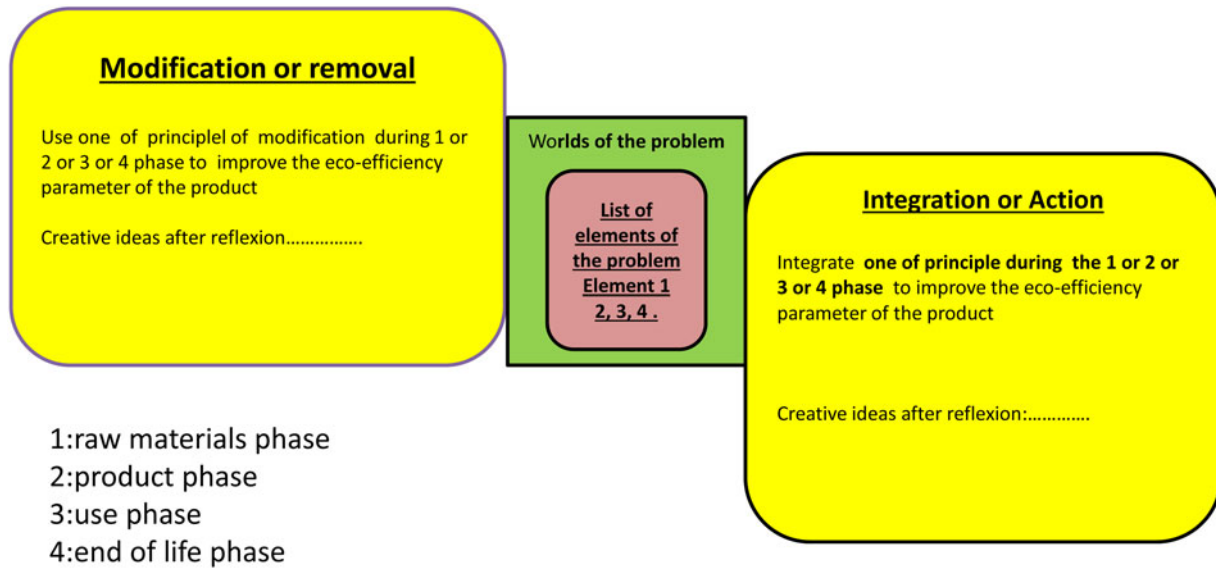 Modification or removal
Use one of principlel of modification during 1 or
2 or 3 or 4 phase to improve the eco-efficiency
parameter of the product
Creative ideas after reflexion…………….
Worlds of the problem
List of
elements of
the problem
Element 1
2, 3, 4 .
Integration or Action
Integrate one of principle during the 1 or 2 or
3 or 4 phase to improve the eco-efficiency
parameter of the product
Creative ideas after reflexion:………….
1:raw materials phase
2:product phase
3:use phase
4:end of life phase